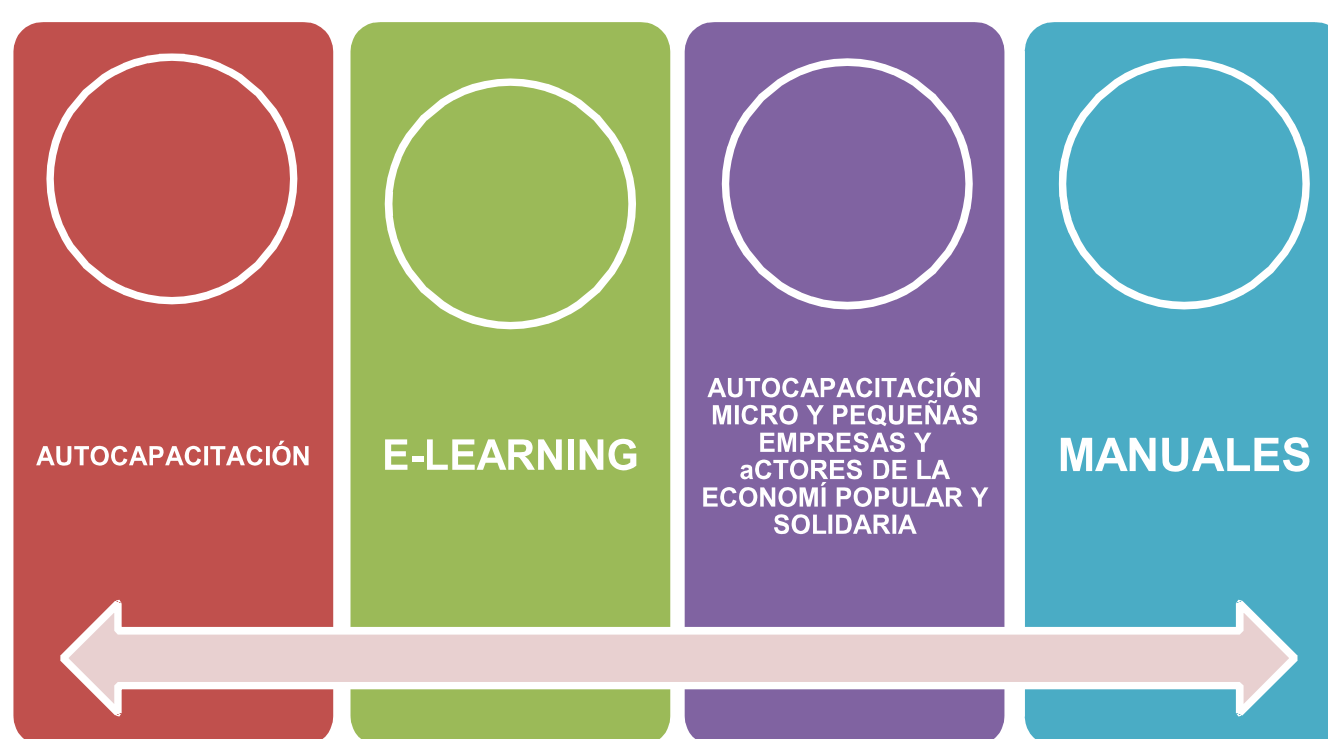 AUTOCAPACITACIÓN
E-LEARNING
AUTOCAPACITACIÓN
MICRO Y PEQUEÑAS
EMPRESAS Y
aCTORES DE LA
ECONOMÍ POPULAR Y
SOLIDARIA
MANUALES